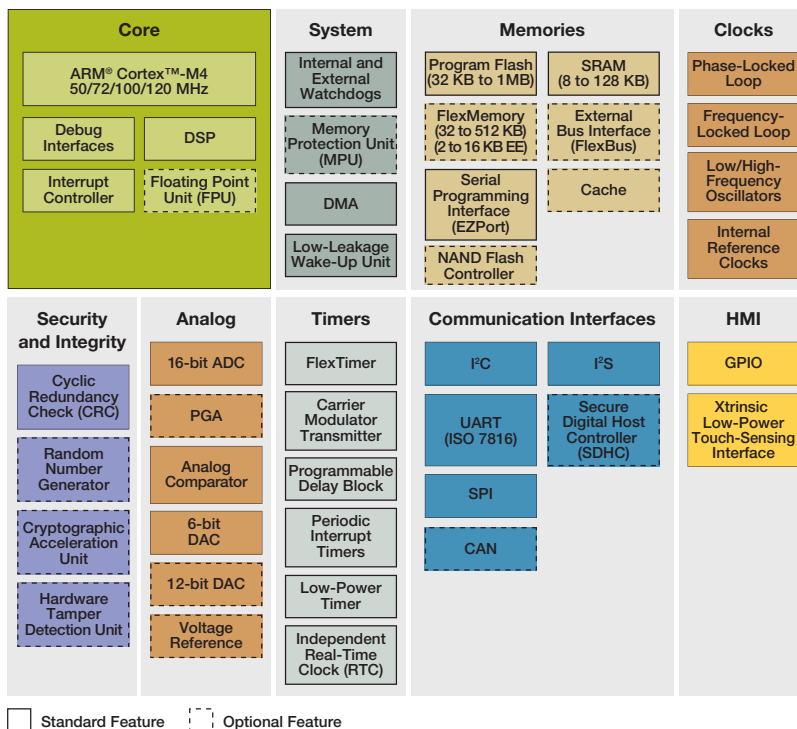 Core
ARM® Cortex™-M4
50/72/100/120 MHz
Debug
Interfaces
DSP
Interrupt
Controller
Floating Point
Unit (FPU)
System
Internal and
External
Watchdogs
Memory
Protection Unit
(MPU)
DMA
Low-Leakage
Wake-Up Unit
Memories
Program Flash
(32 KB to 1MB)
SRAM
(8 to 128 KB)
FlexMemory
(32 to 512 KB)
(2 to 16 KB EE)
External
Bus Interface
(FlexBus)
Serial
Programming
Interface
(EZPort)
Cache
NAND Flash
Controller
Clocks
Phase-Locked
Loop
Frequency-
Locked Loop
Low/High-
Frequency
Oscillators
Internal
Reference
Clocks
Security
and Integrity
Cyclic
Redundancy
Check (CRC)
Random
Number
Generator
Cryptographic
Acceleration
Unit
Hardware
Tamper
Detection Unit
Analog
16-bit ADC
PGA
Analog
Comparator
6-bit
DAC
12-bit DAC
Voltage
Reference
Timers
FlexTimer
Carrier
Modulator
Transmitter
Programmable
Delay Block
Periodic
Interrupt
Timers
Low-Power
Timer
Independent
Real-Time
Clock (RTC)
Communication Interfaces
I²C
I²S
UART
(ISO 7816)
Secure
Digital Host
Controller
(SDHC)
SPI
CAN
HMI
GPIO
Xtrinsic
Low-Power
Touch-Sensing
Interface
Standard Feature
Optional Feature